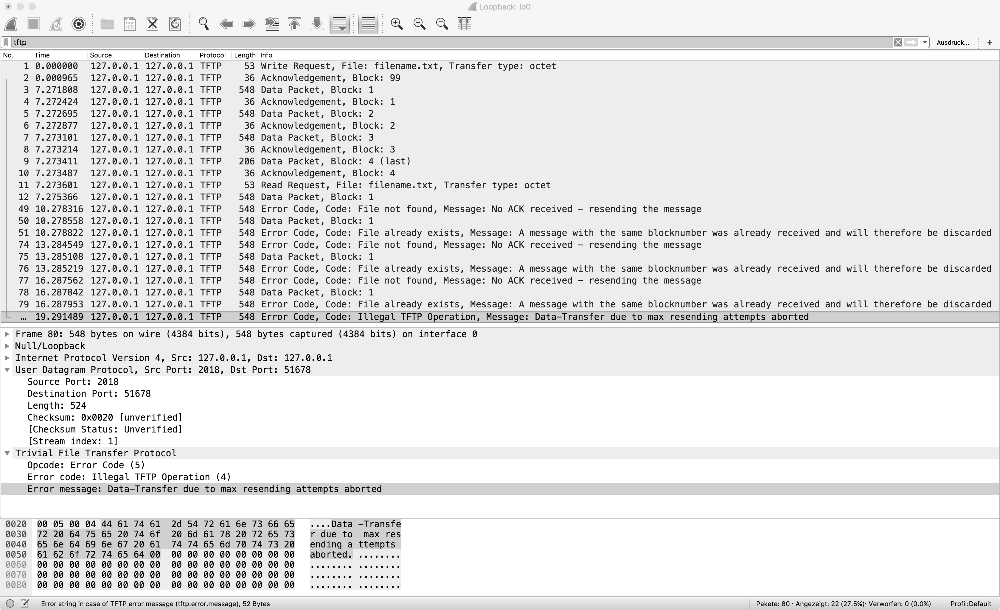 Loopback: lo0
tftp
Ausdruck... +
No. Time Source Destination Protocol Length Info
1 0.000000 127.0.0.1 127.0.0.1 TFTP 53 Write Request, File: filename.txt, Transfer type: octet
2 0.000965 127.0.0.1 127.0.0.1 TFTP 36 Acknowledgement, Block: 99
3 7.271808 127.0.0.1 127.0.0.1 TFTP 548 Data Packet, Block: 1
4 7.272424 127.0.0.1 127.0.0.1 TFTP 36 Acknowledgement, Block: 1
5 7.272695 127.0.0.1 127.0.0.1 TFTP 548 Data Packet, Block: 2
6 7.272877 127.0.0.1 127.0.0.1 TFTP 36 Acknowledgement, Block: 2
7 7.273101 127.0.0.1 127.0.0.1 TFTP 548 Data Packet, Block: 3
8 7.273214 127.0.0.1 127.0.0.1 TFTP 36 Acknowledgement, Block: 3
9 7.273411 127.0.0.1 127.0.0.1 TFTP 206 Data Packet, Block: 4 (last)
10 7.273487 127.0.0.1 127.0.0.1 TFTP 36 Acknowledgement, Block: 4
11 7.273601 127.0.0.1 127.0.0.1 TFTP 53 Read Request, File: filename.txt, Transfer type: octet
12 7.275366 127.0.0.1 127.0.0.1 TFTP 548 Data Packet, Block: 1
49 10.278316 127.0.0.1 127.0.0.1 TFTP 548 Error Code, Code: File not found, Message: No ACK received – resending the message
50 10.278558 127.0.0.1 127.0.0.1 TFTP 548 Data Packet, Block: 1
51 10.278822 127.0.0.1 127.0.0.1 TFTP 548 Error Code, Code: File already exists, Message: A message with the same blocknumber was already received and will therefore be discarded
74 13.284549 127.0.0.1 127.0.0.1 TFTP 548 Error Code, Code: File not found, Message: No ACK received – resending the message
75 13.285108 127.0.0.1 127.0.0.1 TFTP 548 Data Packet, Block: 1
76 13.285219 127.0.0.1 127.0.0.1 TFTP 548 Error Code, Code: File already exists, Message: A message with the same blocknumber was already received and will therefore be discarded
77 16.287562 127.0.0.1 127.0.0.1 TFTP 548 Error Code, Code: File not found, Message: No ACK received – resending the message
78 16.287842 127.0.0.1 127.0.0.1 TFTP 548 Data Packet, Block: 1
79 16.287953 127.0.0.1 127.0.0.1 TFTP 548 Error Code, Code: File already exists, Message: A message with the same blocknumber was already received and will therefore be discarded
… 19.291489 127.0.0.1 127.0.0.1 TFTP 548 Error Code, Code: Illegal TFTP Operation, Message: Data-Transfer due to max resending attempts aborted
Frame 80: 548 bytes on wire (4384 bits), 548 bytes captured (4384 bits) on interface 0
Null/Loopback
Internet Protocol Version 4, Src: 127.0.0.1, Dst: 127.0.0.1
User Datagram Protocol, Src Port: 2018, Dst Port: 51678
Source Port: 2018
Destination Port: 51678
Length: 524
Checksum: 0x0020 [unverified]
[Checksum Status: Unverified]
[Stream index: 1]
Trivial File Transfer Protocol
Opcode: Error Code (5)
Error code: Illegal TFTP Operation (4)
Error message: Data-Transfer due to max resending attempts aborted
0020 00 05 00 04 44 61 74 61 2d 54 72 61 6e 73 66 65 ....Data -Transfe
0030 72 20 64 75 65 20 74 6f 20 6d 61 78 20 72 65 73 r due to  max res
0040 65 6e 64 69 6e 67 20 61 74 74 65 6d 70 74 73 20 ending a ttempts
0050 61 62 6f 72 74 65 64 00 00 00 00 00 00 00 00 00 aborted. ........
0060 00 00 00 00 00 00 00 00 00 00 00 00 00 00 00 00 ........ ........
0070 00 00 00 00 00 00 00 00 00 00 00 00 00 00 00 00 ........ ........
0080 00 00 00 00 00 00 00 00 00 00 00 00 00 00 00 00 ........ ........
Error string in case of TFTP error message (tftp.error.message), 52 Bytes Pakete: 80 · Angezeigt: 22 (27.5%)· Verworfen: 0 (0.0%) Profil:Default